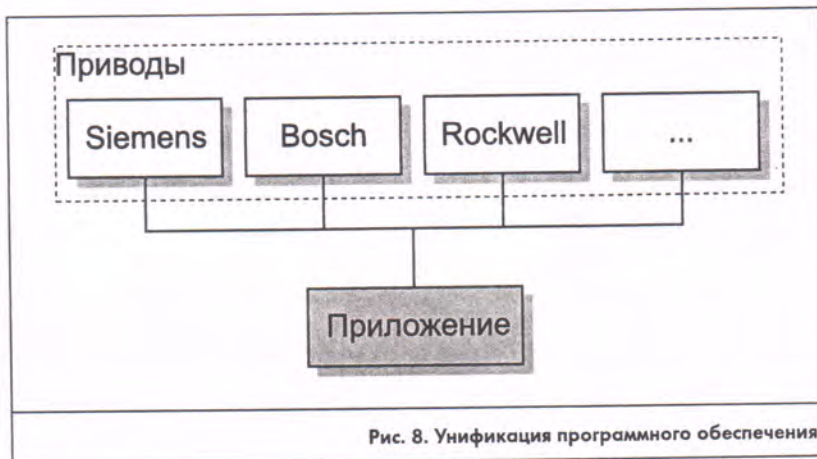 Приводы
Siemens
Bosch
Rockwell
...
Приложение
Рис. 8. Унификация программного обеспечения